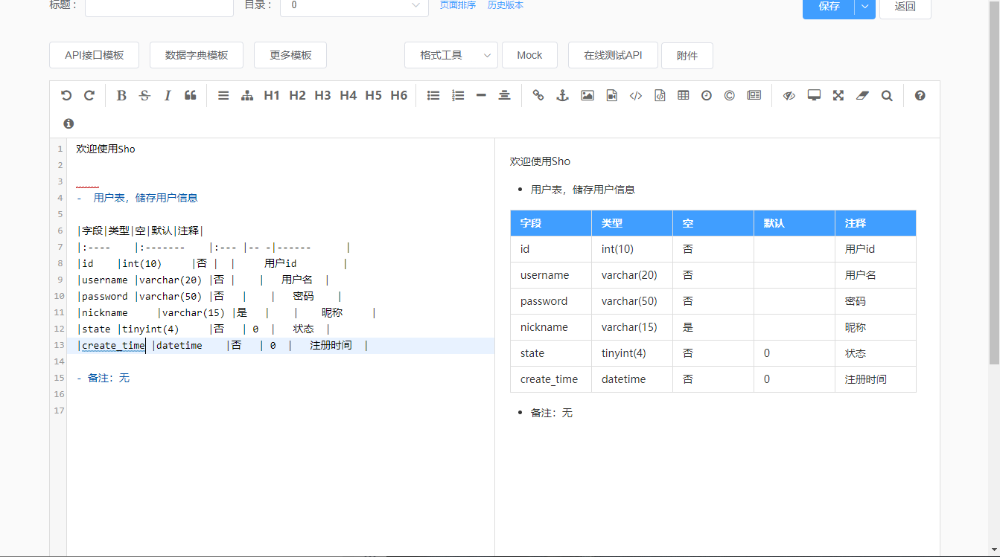 标题：
目录： 0 页面排序 历史版本 保存 返回
API接口模板 数据字典模板 更多模板 格式工具 Mock 在线测试API 附件
B S I H1 H2 H3 H4 H5 H6
1 欢迎使用Sho
2
3
4 -  用户表，储存用户信息
5
6 |字段|类型|空|默认|注释|
7 |:----    |:-------    |:--- |-- -|------      |
8 |id    |int(10)     |否 |  |     用户id        |
9 |username |varchar(20) |否 |    |   用户名  |
10 |password |varchar(50) |否   |    |   密码    |
11 |nickname     |varchar(15) |是   |    |    昵称     |
12 |state |tinyint(4)     |否   | 0  |   状态  |
13 |create_time |datetime    |否   | 0  |   注册时间  |
14
15 - 备注：无
16
17
欢迎使用Sho
• 用户表，储存用户信息
字段 类型 空 默认 注释
id int(10) 否 用户id
username varchar(20) 否 用户名
password varchar(50) 否 密码
nickname varchar(15) 是 昵称
state tinyint(4) 否 0 状态
create_time datetime 否 0 注册时间
• 备注：无